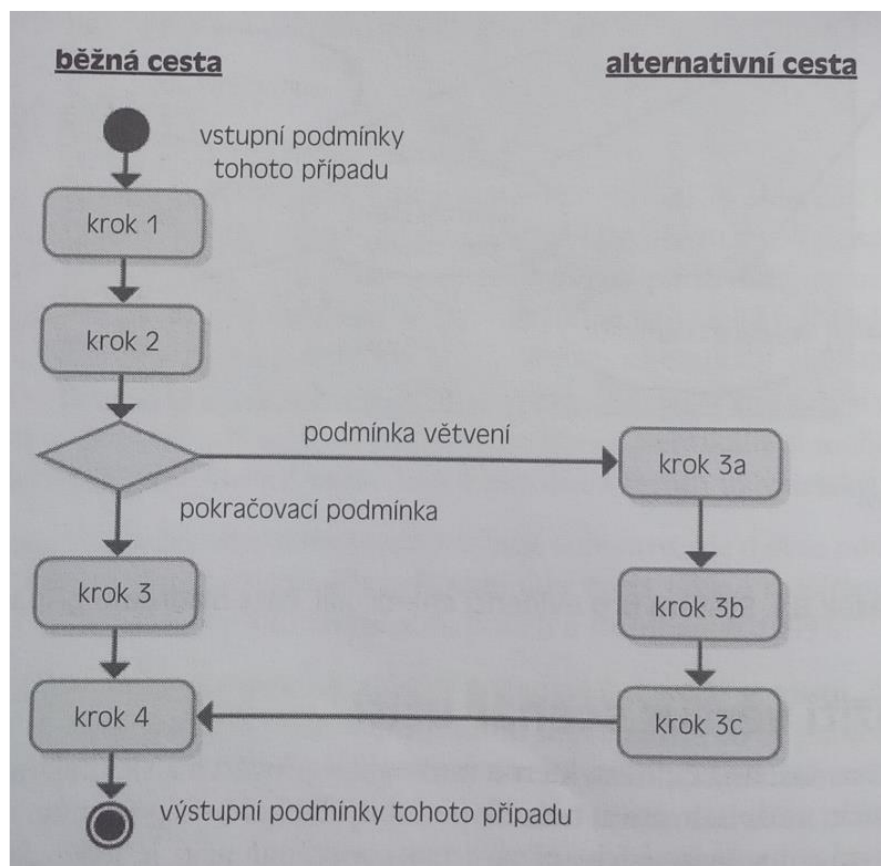 běžná cesta
alternativní cesta
vstupní podmínky
tohoto případu
krok 1
krok 2
podmínka větvení
krok 3a
pokračovací podmínka
krok 3
krok 3b
krok 4
krok 3c
výstupní podmínky tohoto případu